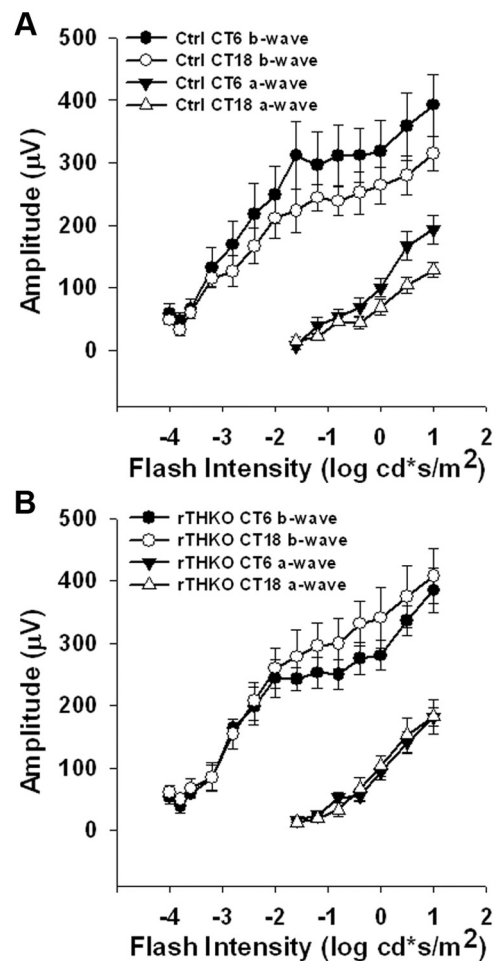 A
500
400
300
200
100
0
Amplitude (μV)
Ctrl CT6 b-wave
Ctrl CT18 b-wave
Ctrl CT6 a-wave
Ctrl CT18 a-wave
-4 -3 -2 -1 0 1 2
Flash Intensity (log cd*s/m²)
B
500
400
300
200
100
0
Amplitude (μV)
rTHKO CT6 b-wave
rTHKO CT18 b-wave
rTHKO CT6 a-wave
rTHKO CT18 a-wave
-4 -3 -2 -1 0 1 2
Flash Intensity (log cd*s/m²)